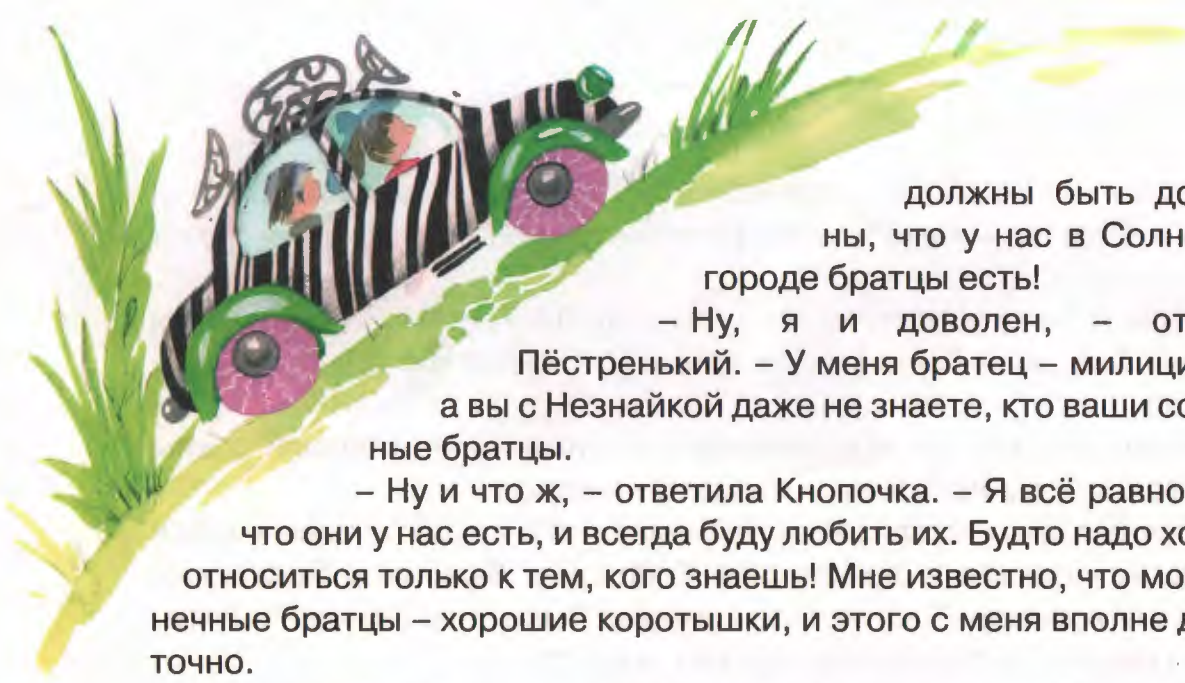 должны быть до
ны, что у нас в Солн
городе братцы есть!
– Ну, я и доволен, – от
Пёстренький. – У меня братец – милици
а вы с Незнайкой даже не знаете, кто ваши со
ные братцы.
– Ну и что ж, – ответила Кнопочка. – Я всё равно
что они у нас есть, и всегда буду любить их. Будто надо хо
относиться только к тем, кого знаешь! Мне известно, что мо
нечные братцы – хорошие коротышки, и этого с меня вполне д
точно.